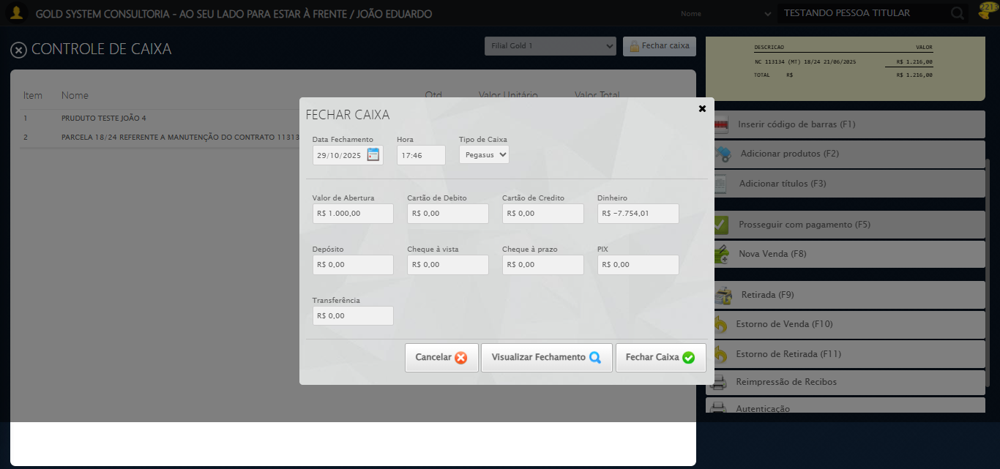 GOLD SYSTEM CONSULTORIA - AO SEU LADO PARA ESTAR À FRENTE / JOÃO EDUARDO
Nome
TESTANDO PESSOA TITULAR
2213
CONTROLE DE CAIXA
Filial Gold 1
Fechar caixa
DESCRICAO VALOR
NC 113134 (MT) 18/24 21/06/2025 R$ 1.216,00
TOTAL R$ R$ 1.216,00
Item Nome Qtd Valor Unitário Valor Total
1 PRUDUTO TESTE JOÃO 4
2 PARCELA 18/24 REFERENTE A MANUTENÇÃO DO CONTRATO 11313
FECHAR CAIXA
Data Fechamento Hora Tipo de Caixa
29/10/2025 17:46 Pegasus
Valor de Abertura Cartão de Debito Cartão de Credito Dinheiro
R$ 1.000,00 R$ 0,00 R$ 0,00 R$ -7.754,01
Depósito Cheque à vista Cheque à prazo PIX
R$ 0,00 R$ 0,00 R$ 0,00 R$ 0,00
Transferência
R$ 0,00
Cancelar Visualizar Fechamento Fechar Caixa
Inserir código de barras (F1)
Adicionar produtos (F2)
Adicionar títulos (F3)
Prosseguir com pagamento (F5)
Nova Venda (F8)
Retirada (F9)
Estorno de Venda (F10)
Estorno de Retirada (F11)
Reimpressão de Recibos
Autenticação